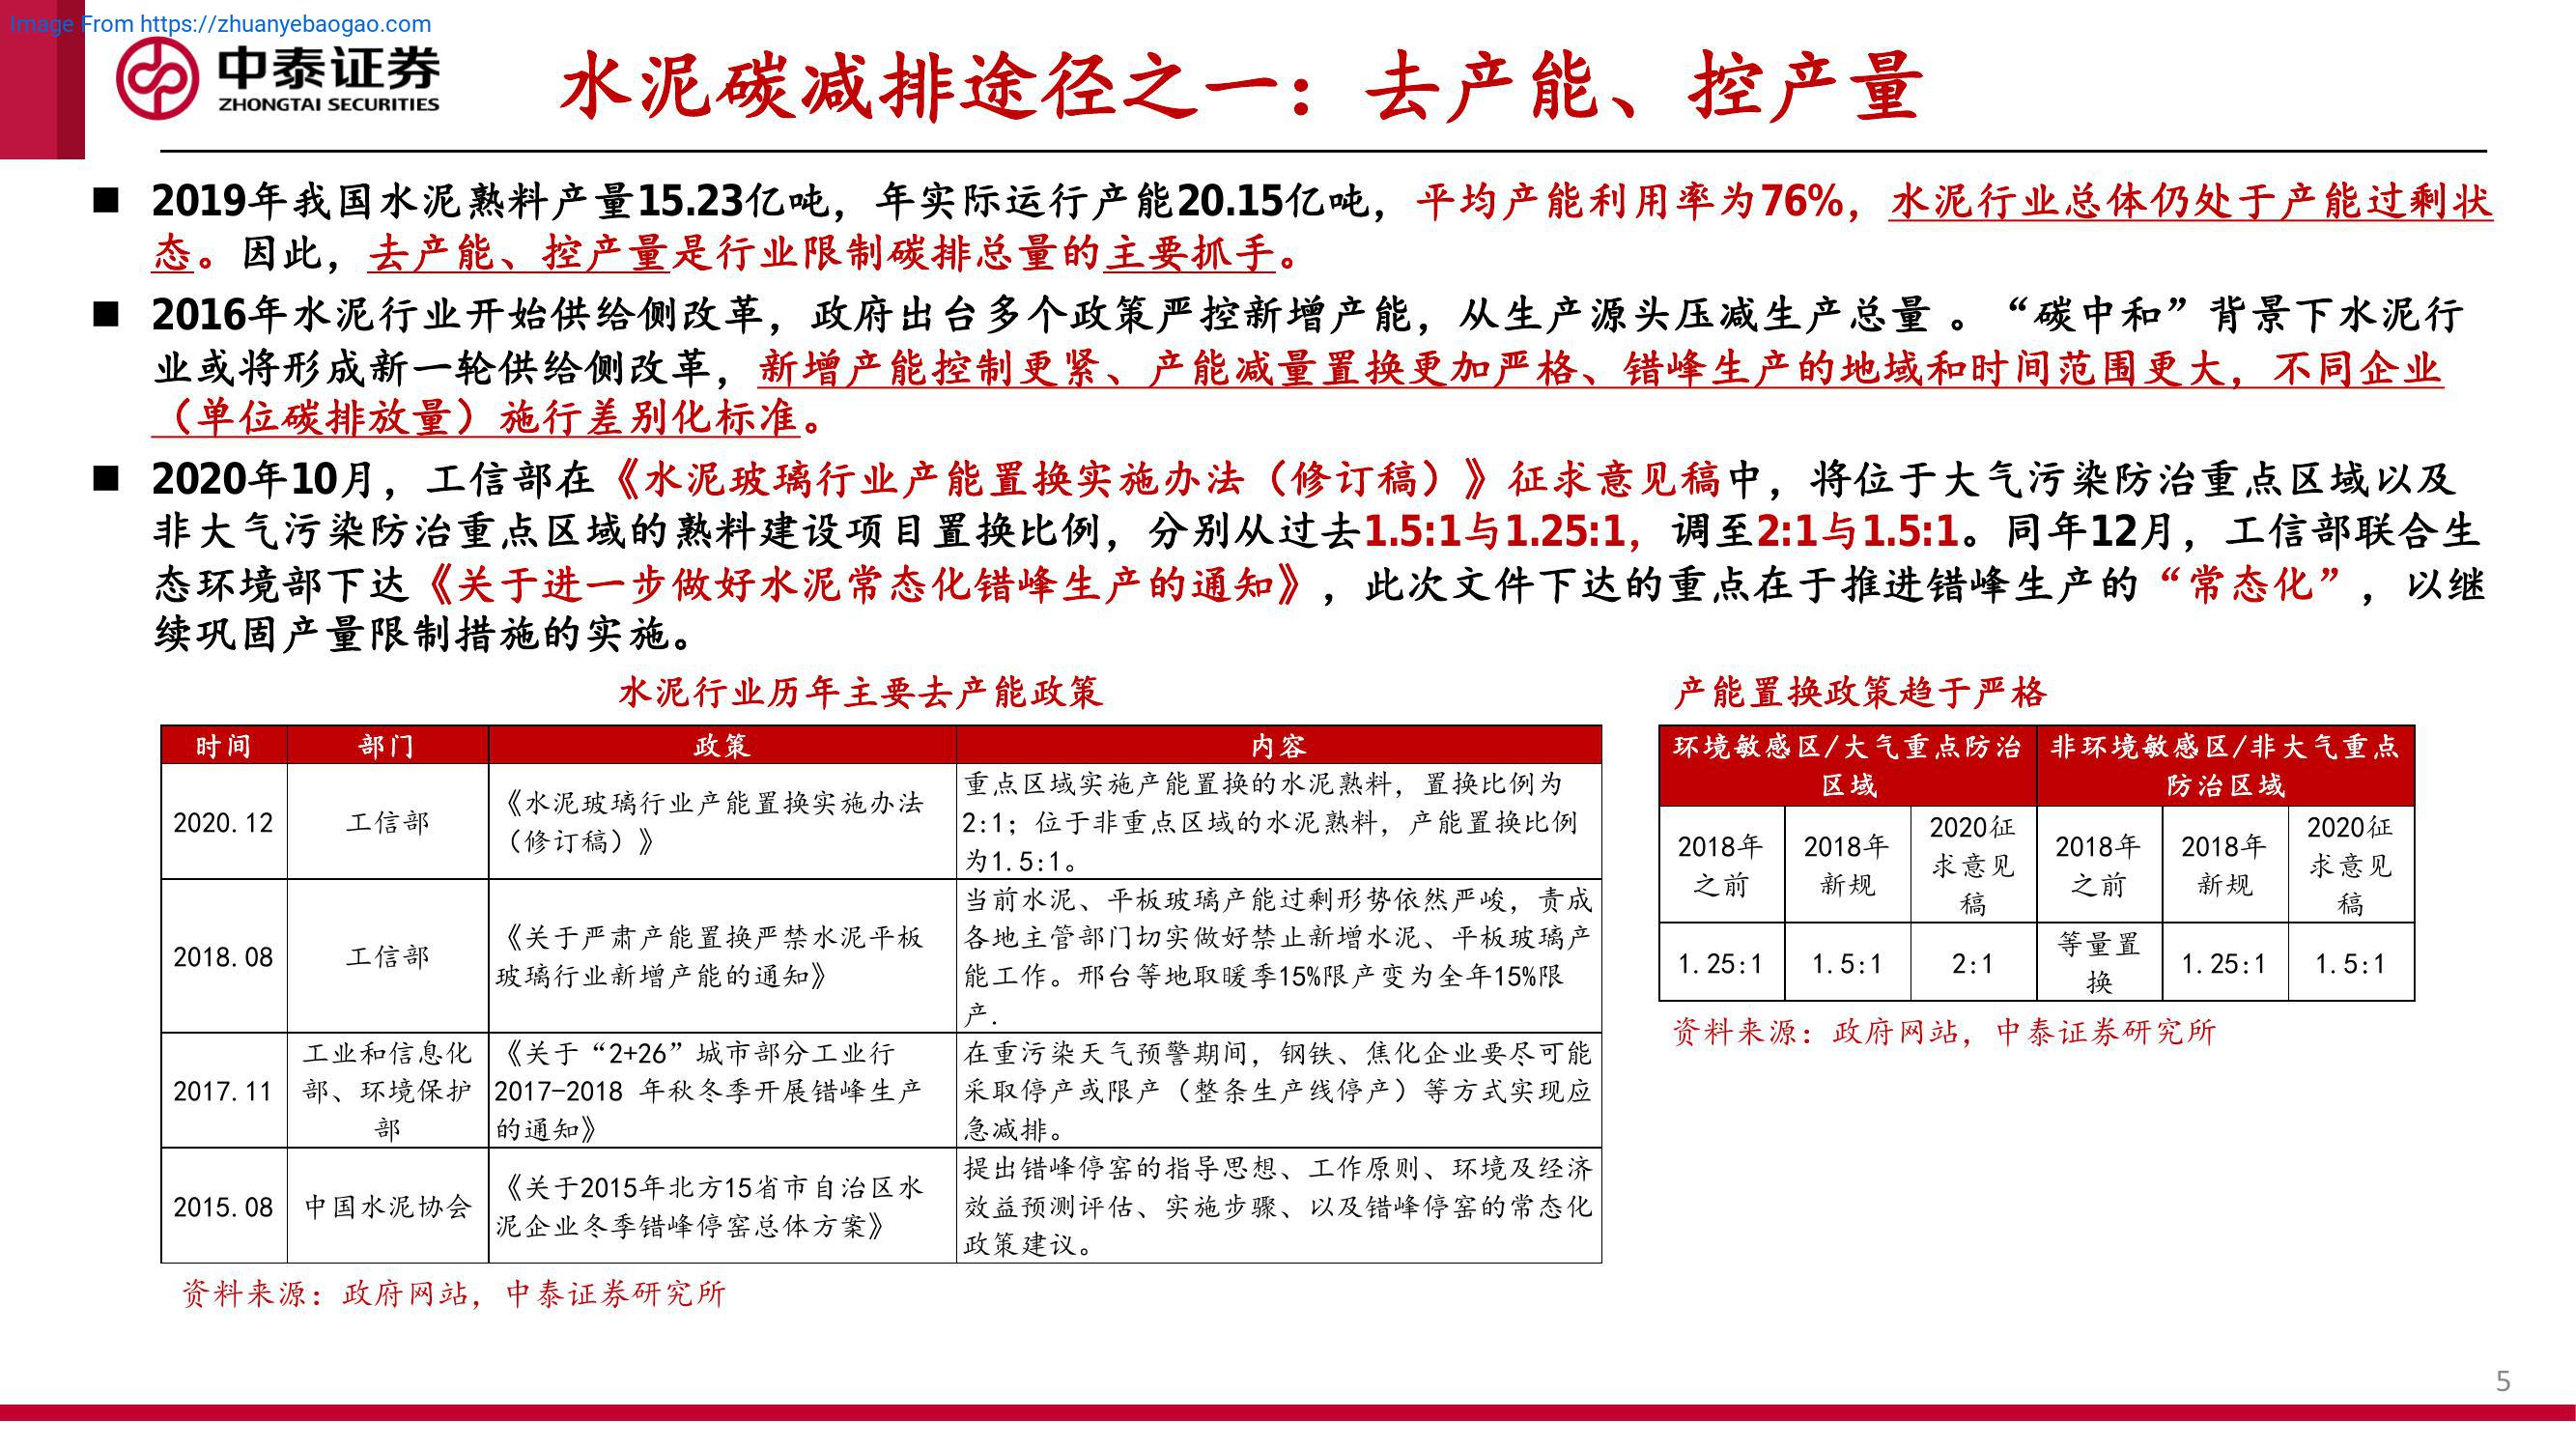 Image From https://zhuanyebaogao.com
中泰证券
ZHONGTAI SECURITIES
水泥碳减排途径之一：去产能、控产量
■ 2019年我国水泥熟料产量15.23亿吨，年实际运行产能20.15亿吨，平均产能利用率为76%，水泥行业总体仍处于产能过剩状
态。因此，去产能、控产量是行业限制碳排总量的主要抓手。
■ 2016年水泥行业开始供给侧改革，政府出台多个政策严控新增产能，从生产源头压减生产总量 。“碳中和”背景下水泥行
业或将形成新一轮供给侧改革，新增产能控制更紧、产能减量置换更加严格、错峰生产的地域和时间范围更大，不同企业
（单位碳排放量）施行差别化标准。
■ 2020年10月，工信部在《水泥玻璃行业产能置换实施办法（修订稿）》征求意见稿中，将位于大气污染防治重点区域以及
非大气污染防治重点区域的熟料建设项目置换比例，分别从过去1.5:1与1.25:1，调至2:1与1.5:1。同年12月，工信部联合生
态环境部下达《关于进一步做好水泥常态化错峰生产的通知》，此次文件下达的重点在于推进错峰生产的“常态化”，以继
续巩固产量限制措施的实施。
水泥行业历年主要去产能政策
时间 部门 政策 内容
2020.12 工信部
《水泥玻璃行业产能置换实施办法
（修订稿）》
重点区域实施产能置换的水泥熟料，置换比例为
2:1；位于非重点区域的水泥熟料，产能置换比例
为1.5:1。
2018.08 工信部
《关于严肃产能置换严禁水泥平板
玻璃行业新增产能的通知》
当前水泥、平板玻璃产能过剩形势依然严峻，责成
各地主管部门切实做好禁止新增水泥、平板玻璃产
能工作。邢台等地取暖季15%限产变为全年15%限
产.
2017.11
工业和信息化
部、环境保护
部
《关于“2+26”城市部分工业行
2017-2018 年秋冬季开展错峰生产
的通知》
在重污染天气预警期间，钢铁、焦化企业要尽可能
采取停产或限产（整条生产线停产）等方式实现应
急减排。
2015.08 中国水泥协会
《关于2015年北方15省市自治区水
泥企业冬季错峰停窑总体方案》
提出错峰停窑的指导思想、工作原则、环境及经济
效益预测评估、实施步骤、以及错峰停窑的常态化
政策建议。
资料来源：政府网站，中泰证券研究所
产能置换政策趋于严格
环境敏感区/大气重点防治
区域
非环境敏感区/非大气重点
防治区域
2018年
之前
2018年
新规
2020征
求意见
稿
2018年
之前
2018年
新规
2020征
求意见
稿
1.25:1 1.5:1 2:1
等量置
换
1.25:1 1.5:1
资料来源：政府网站，中泰证券研究所
5